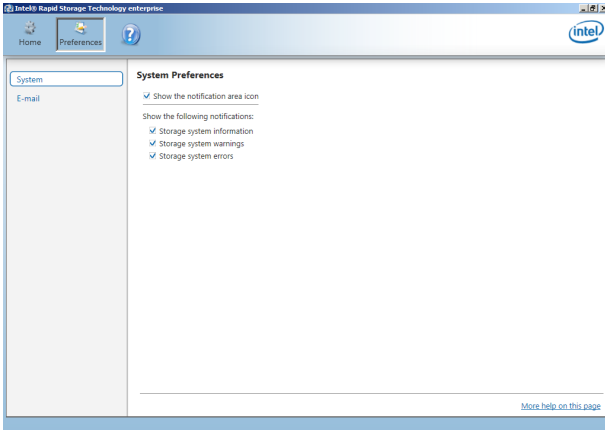 Intel® Rapid Storage Technology enterprise
Home
Preferences
?
intel
System
E-mail
System Preferences
Show the notification area icon
Show the following notifications:
Storage system information
Storage system warnings
Storage system errors
More help on this page